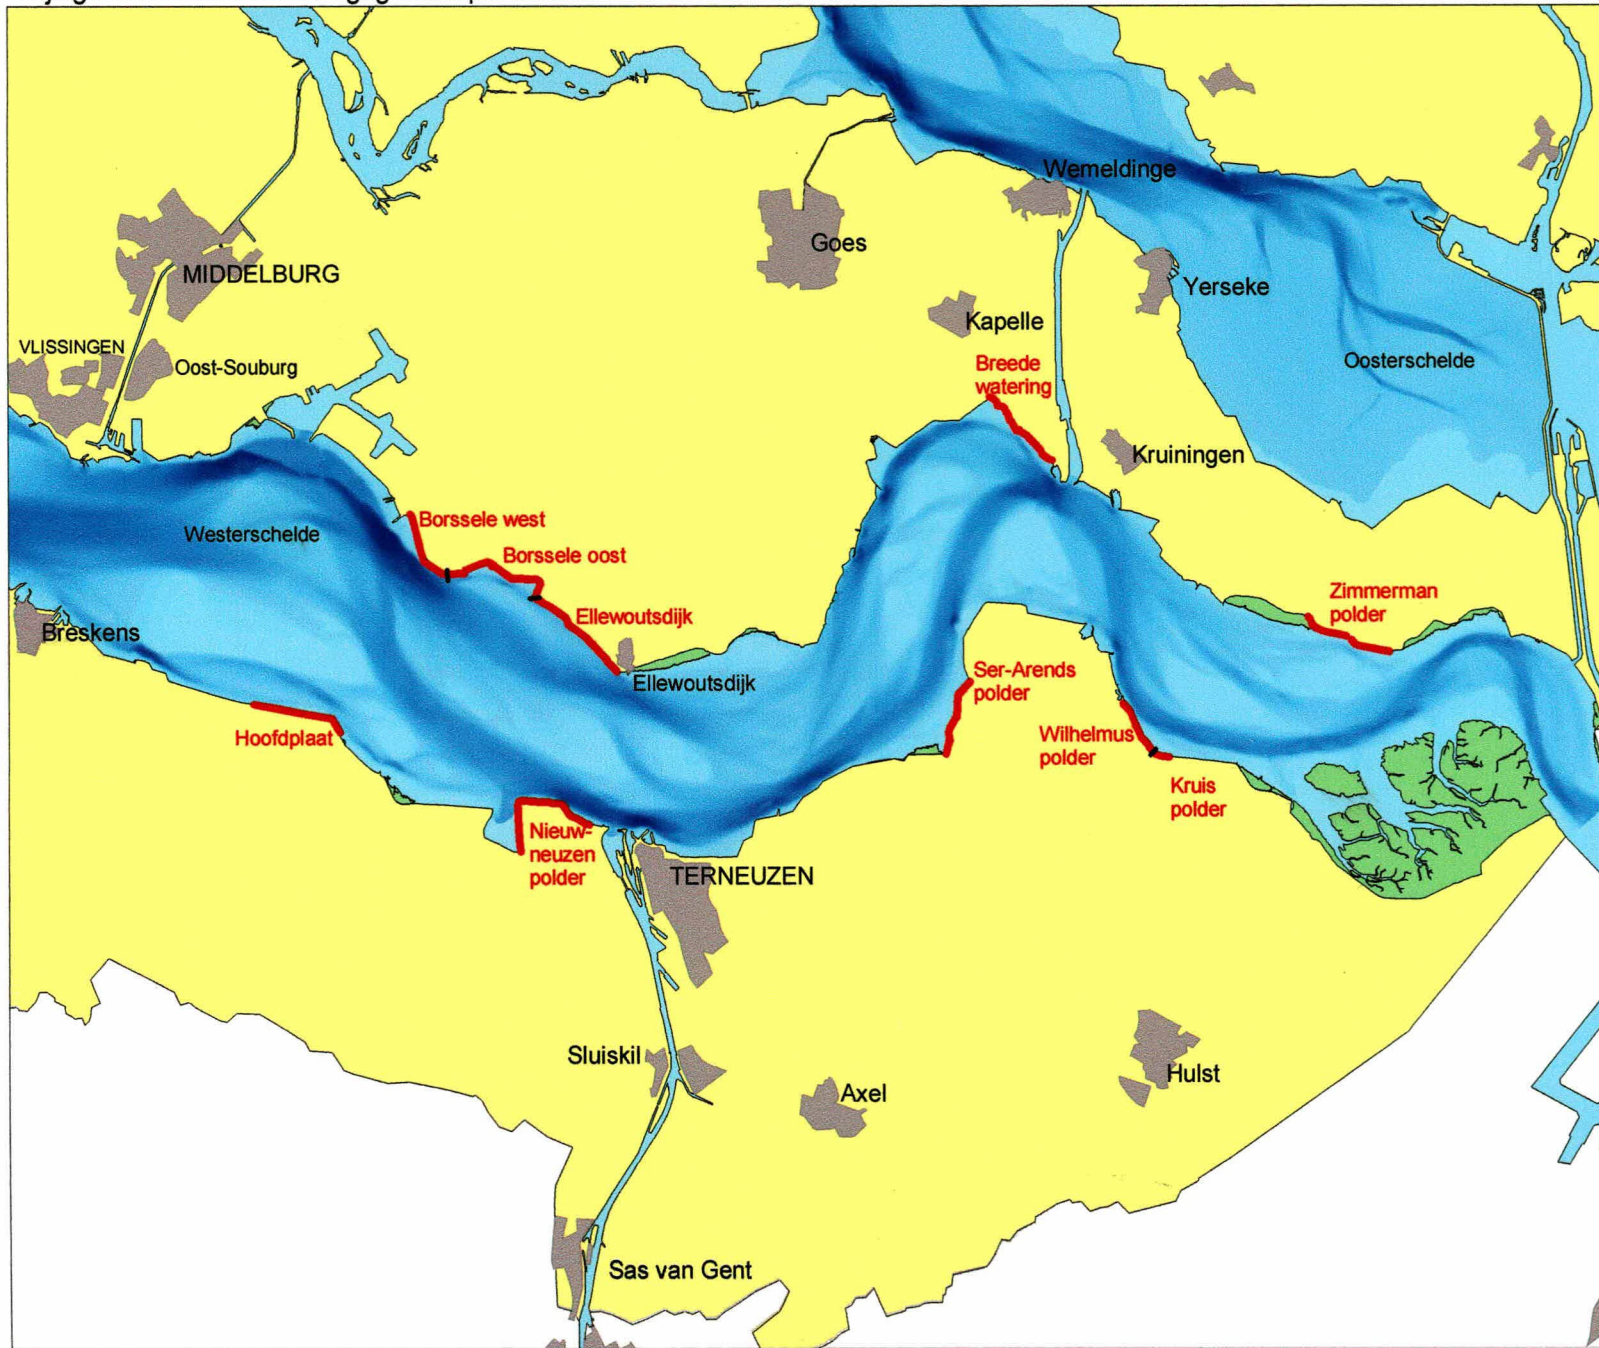 Wemeldinge
Goes
MIDDELBURG
Yerseke
Kapelle
VLISSINGEN
Oost-Souburg
Oosterschelde
Breede
watering
Kruiningen
Borssele west
Westerschelde
Borssele oost
Ellewoutsdijk
Zimmerman
polder
Breskens
Ellewoutsdijk
Ser-Arends
polder
Hoofdplaat
Wilhelmus
polder
Kruis
polder
Nieuw-
neuzen
polder
TERNEUZEN
Sluiskil
Axel
Hulst
Sas van Gent